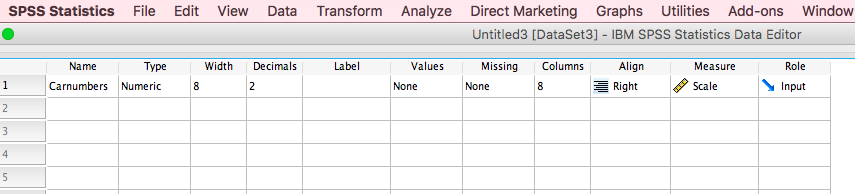 SPSS Statistics File Edit View Data Transform Analyze Direct Marketing Graphs Utilities Add-ons Window
Untitled3 [DataSet3] - IBM SPSS Statistics Data Editor
Name Type Width Decimals Label Values Missing Columns Align Measure Role
1 Carnumbers Numeric 8 2 None None 8 Right Scale Input
2
3
4
5